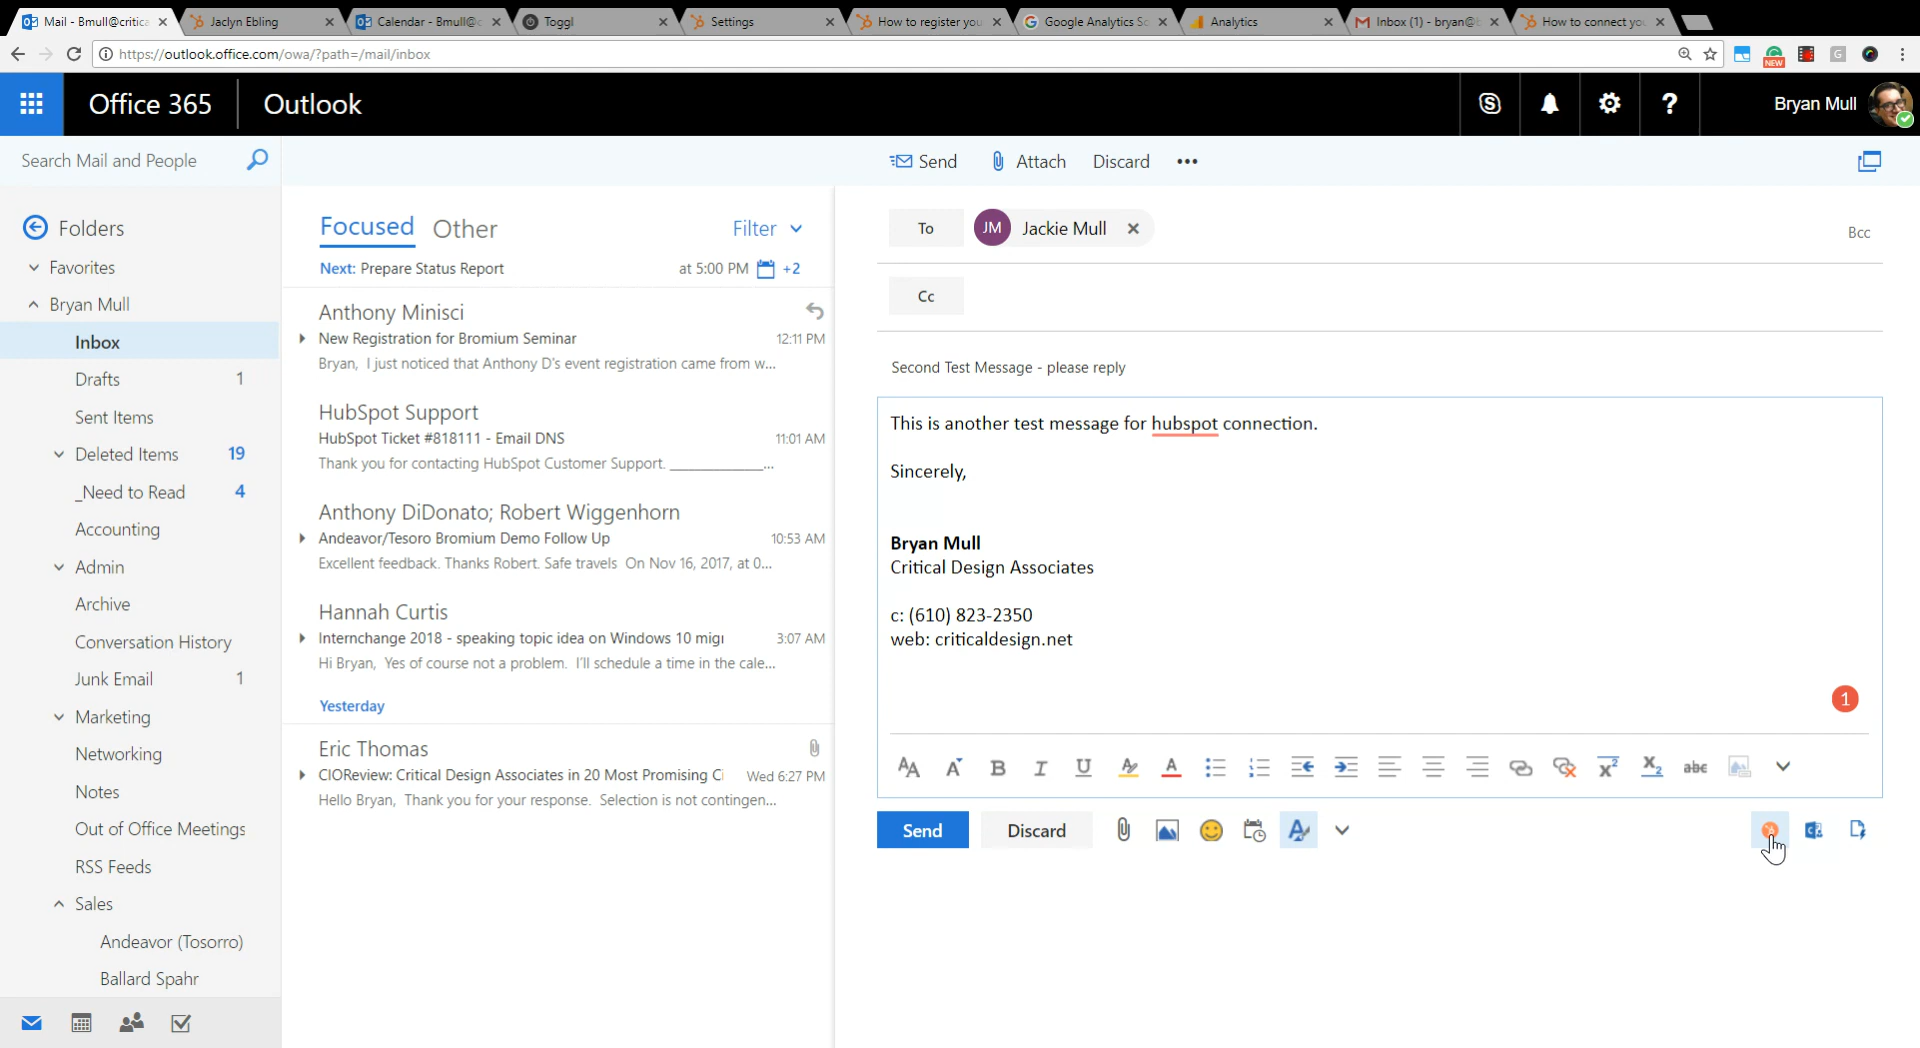 Mail - Bmull@critica
Jaclyn Ebling
Calendar - Bmull@c
Toggl
Settings
How to register you
Google Analytics So
Analytics
Inbox (1) - bryan@b
How to connect you
https://outlook.office.com/owa/?path=/mail/inbox
NEW
G
Office 365
Outlook
?
Bryan Mull
Search Mail and People
Send
Attach
Discard
•••
Folders
Favorites
Bryan Mull
Inbox
Drafts 1
Sent Items
Deleted Items 19
_Need to Read 4
Accounting
Admin
Archive
Conversation History
Junk Email 1
Marketing
Networking
Notes
Out of Office Meetings
RSS Feeds
Sales
Andeavor (Tosorro)
Ballard Spahr
Focused Other Filter
Next: Prepare Status Report at 5:00 PM +2
Anthony Minisci
New Registration for Bromium Seminar 12:11 PM
Bryan, I just noticed that Anthony D's event registration came from w...
HubSpot Support
HubSpot Ticket #818111 - Email DNS 11:01 AM
Thank you for contacting HubSpot Customer Support. ______________...
Anthony DiDonato; Robert Wiggenhorn
Andeavor/Tesoro Bromium Demo Follow Up 10:53 AM
Excellent feedback. Thanks Robert. Safe travels On Nov 16, 2017, at 0...
Hannah Curtis
Internchange 2018 - speaking topic idea on Windows 10 migr 3:07 AM
Hi Bryan, Yes of course not a problem. I'll schedule a time in the cale...
Yesterday
Eric Thomas
CIOReview: Critical Design Associates in 20 Most Promising Ci Wed 6:27 PM
Hello Bryan, Thank you for your response. Selection is not contingen...
To JM Jackie Mull Bcc
Cc
Second Test Message - please reply
This is another test message for hubspot connection.
Sincerely,
Bryan Mull
Critical Design Associates
c: (610) 823-2350
web: criticaldesign.net
1
AA A B I U A abc
Send Discard